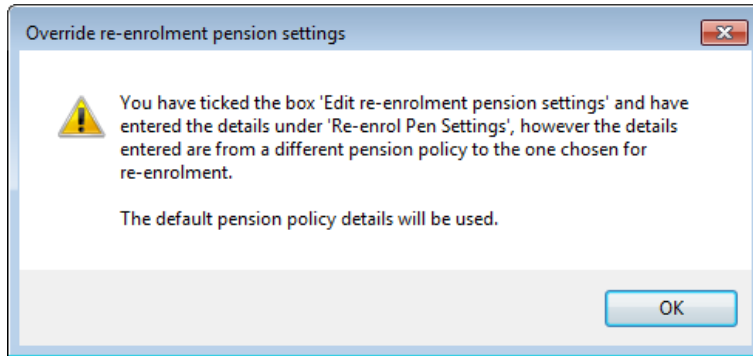 Override re-enrolment pension settings
You have ticked the box 'Edit re-enrolment pension settings' and have
entered the details under 'Re-enrol Pen Settings', however the details
entered are from a different pension policy to the one chosen for
re-enrolment.
The default pension policy details will be used.
OK